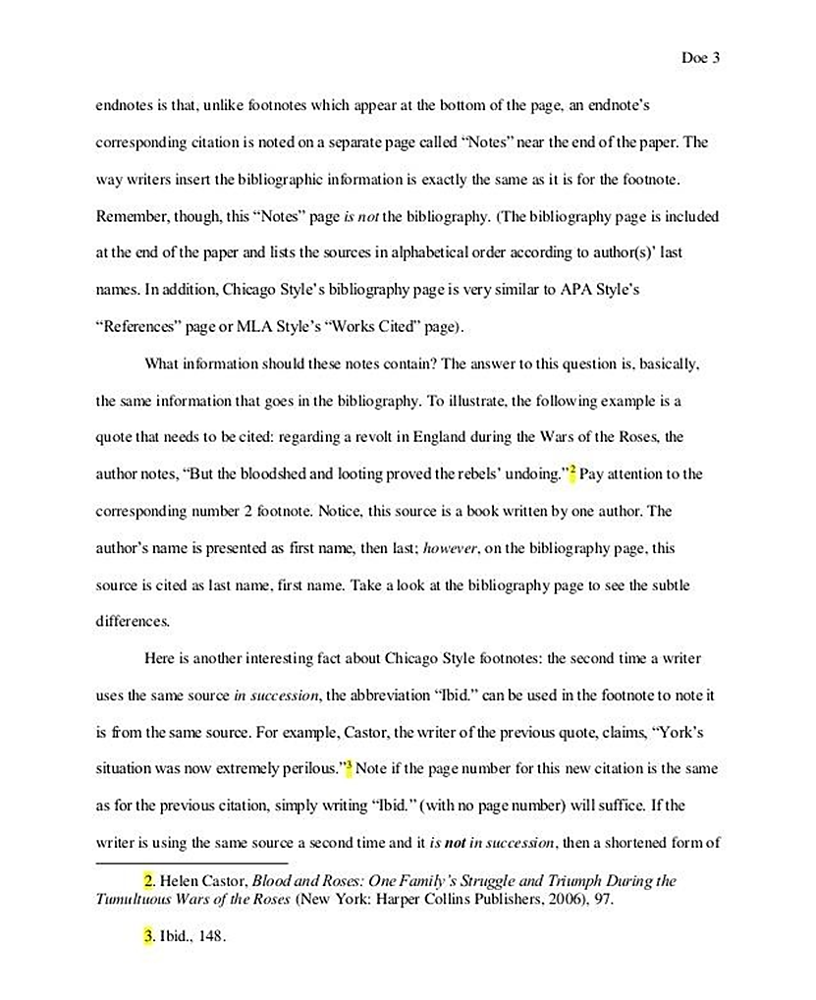 Doe 3
endnotes is that, unlike footnotes which appear at the bottom of the page, an endnote’s
corresponding citation is noted on a separate page called “Notes” near the end of the paper. The
way writers insert the bibliographic information is exactly the same as it is for the footnote.
Remember, though, this “Notes” page is not the bibliography. (The bibliography page is included
at the end of the paper and lists the sources in alphabetical order according to author(s)’ last
names. In addition, Chicago Style’s bibliography page is very similar to APA Style’s
“References” page or MLA Style’s “Works Cited” page).
What information should these notes contain? The answer to this question is, basically,
the same information that goes in the bibliography. To illustrate, the following example is a
quote that needs to be cited: regarding a revolt in England during the Wars of the Roses, the
author notes, “But the bloodshed and looting proved the rebels’ undoing.”2 Pay attention to the
corresponding number 2 footnote. Notice, this source is a book written by one author. The
author’s name is presented as first name, then last; however, on the bibliography page, this
source is cited as last name, first name. Take a look at the bibliography page to see the subtle
differences.
Here is another interesting fact about Chicago Style footnotes: the second time a writer
uses the same source in succession, the abbreviation “Ibid.” can be used in the footnote to note it
is from the same source. For example, Castor, the writer of the previous quote, claims, “York’s
situation was now extremely perilous.”3 Note if the page number for this new citation is the same
as for the previous citation, simply writing “Ibid.” (with no page number) will suffice. If the
writer is using the same source a second time and it is not in succession, then a shortened form of
2. Helen Castor, Blood and Roses: One Family’s Struggle and Triumph During the
Tumultuous Wars of the Roses (New York: Harper Collins Publishers, 2006), 97.
3. Ibid., 148.